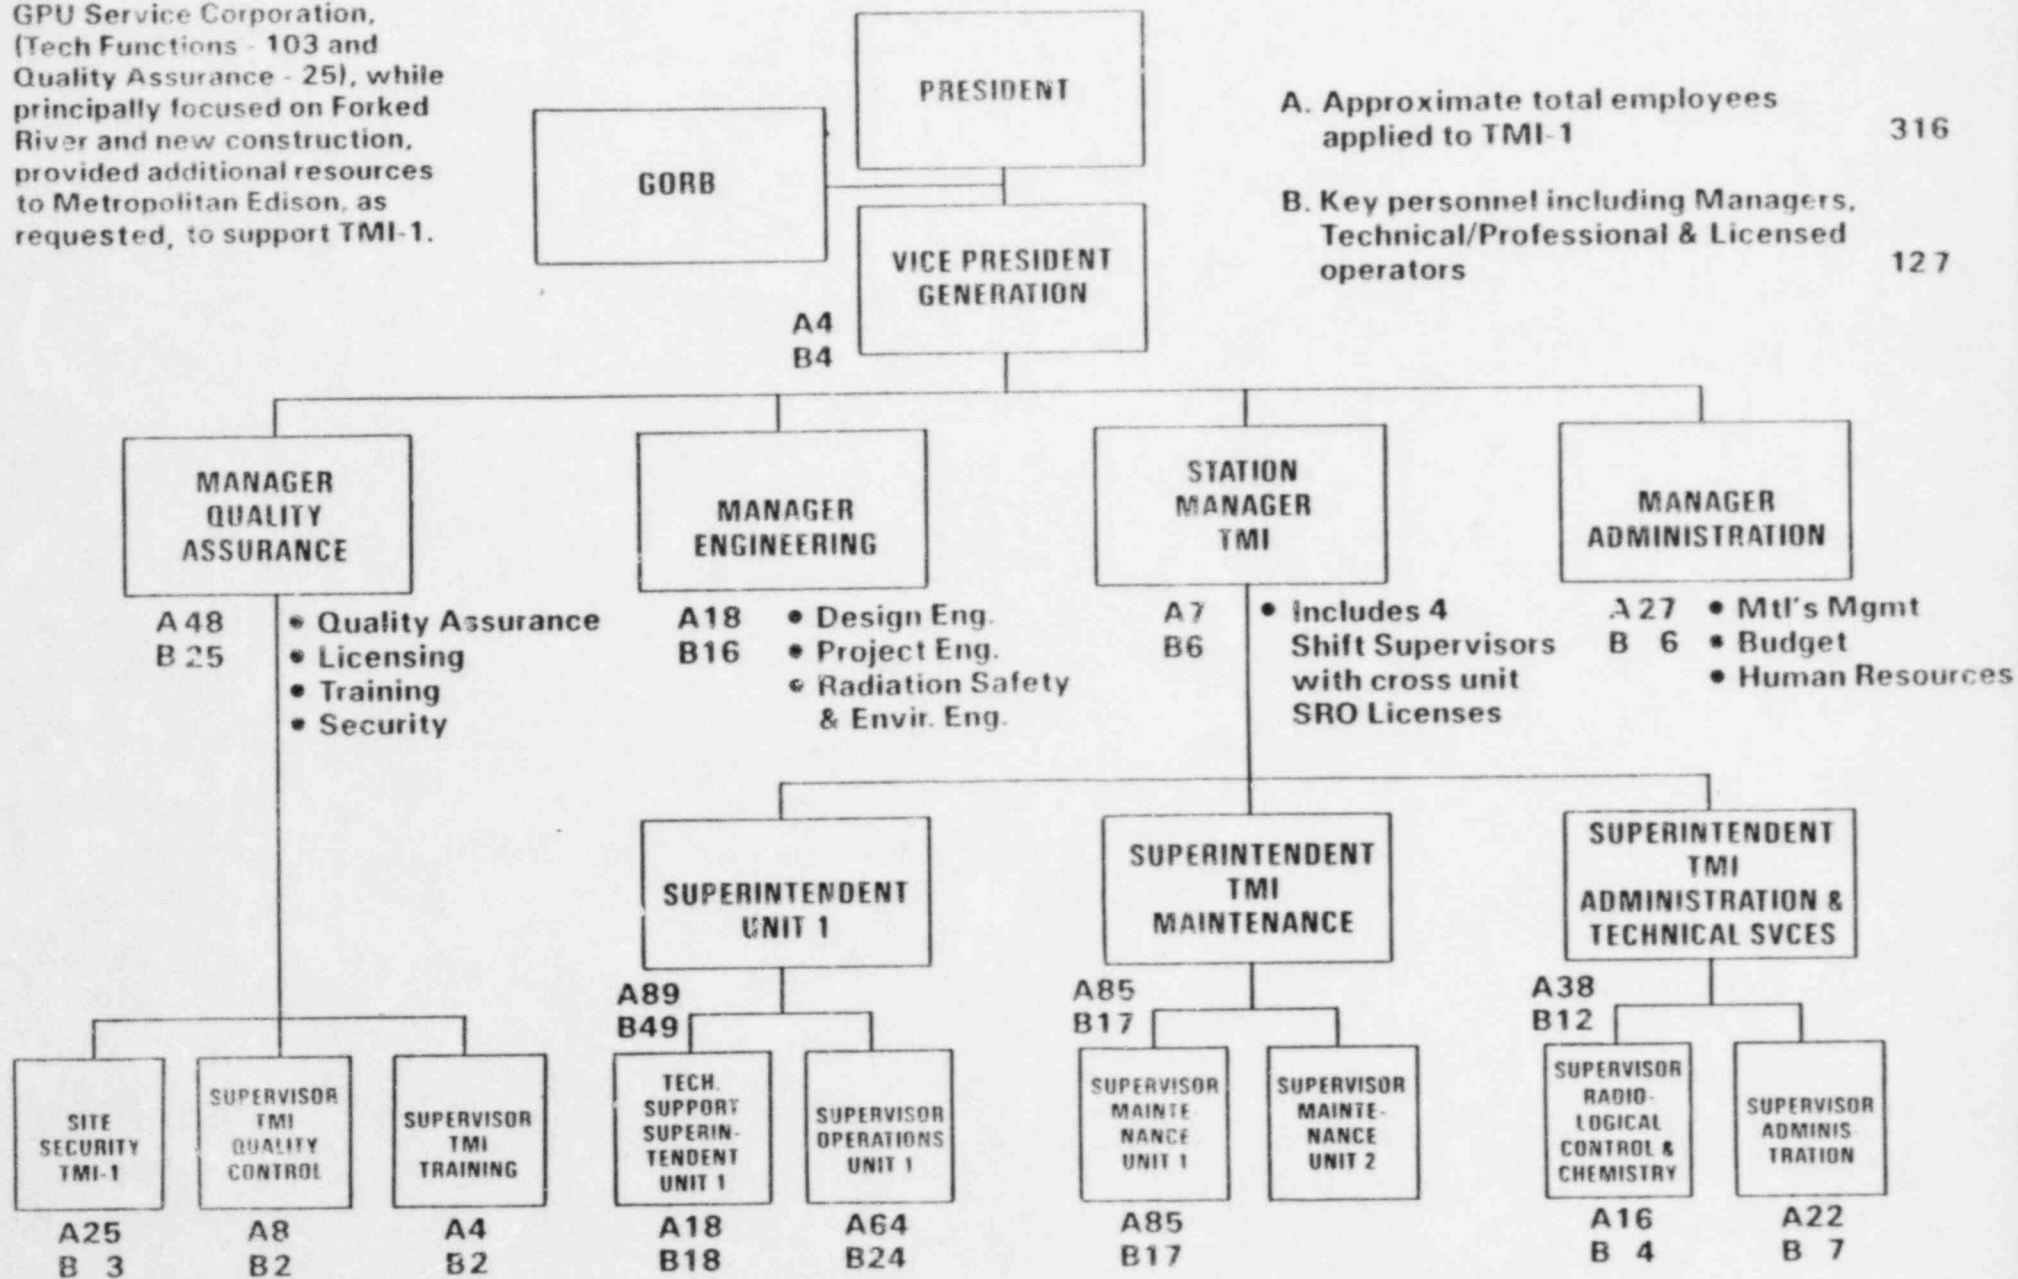 GPU Service Corporation,
(Tech Functions - 103 and
Quality Assurance - 25), while
principally focused on Forked
River and new construction,
provided additional resources
to Metropolitan Edison, as
requested, to support TMI-1.
PRESIDENT
GORB
VICE PRESIDENT
GENERATION
A4
B4
A. Approximate total employees
applied to TMI-1 316
B. Key personnel including Managers,
Technical/Professional & Licensed
operators 127
MANAGER
QUALITY
ASSURANCE
A 48
B 25
• Quality Assurance
• Licensing
• Training
• Security
MANAGER
ENGINEERING
A18
B16
• Design Eng.
• Project Eng.
• Radiation Safety
& Envir. Eng.
STATION
MANAGER
TMI
A7
B6
• Includes 4
Shift Supervisors
with cross unit
SRO Licenses
MANAGER
ADMINISTRATION
A 27
B 6
• Mtl's Mgmt
• Budget
• Human Resources
SUPERINTENDENT
UNIT 1
A89
B49
SUPERINTENDENT
TMI
MAINTENANCE
A85
B17
SUPERINTENDENT
TMI
ADMINISTRATION &
TECHNICAL SVCES
A38
B12
SITE
SECURITY
TMI-1
A25
B 3
SUPERVISOR
TMI
QUALITY
CONTROL
A8
B2
SUPERVISOR
TMI
TRAINING
A4
B2
TECH.
SUPPORT
SUPERIN-
TENDENT
UNIT 1
A18
B18
SUPERVISOR
OPERATIONS
UNIT 1
A64
B24
SUPERVISOR
MAINTE-
NANCE
UNIT 1
A85
B17
SUPERVISOR
MAINTE-
NANCE
UNIT 2
SUPERVISOR
RADIO-
LOGICAL
CONTROL &
CHEMISTRY
A16
B 4
SUPERVISOR
ADMINIS
TRATION
A22
B 7